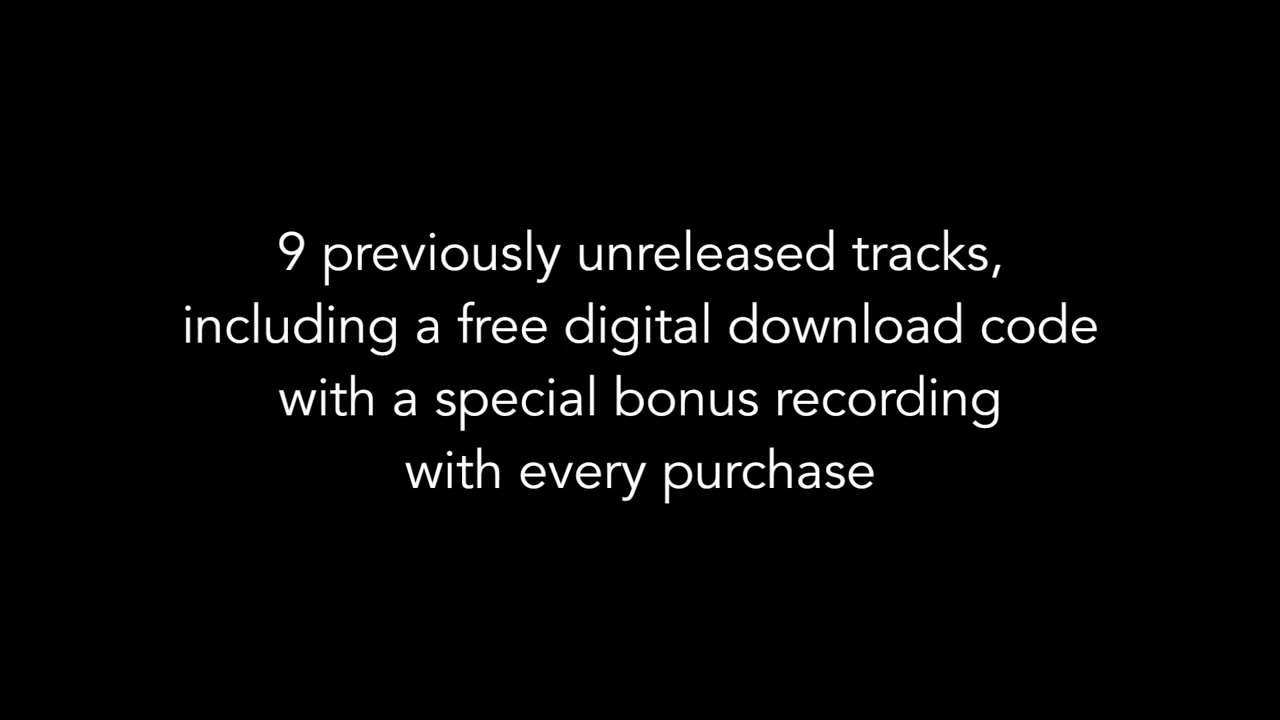 9 previously unreleased tracks,
including a free digital download code
with a special bonus recording
with every purchase